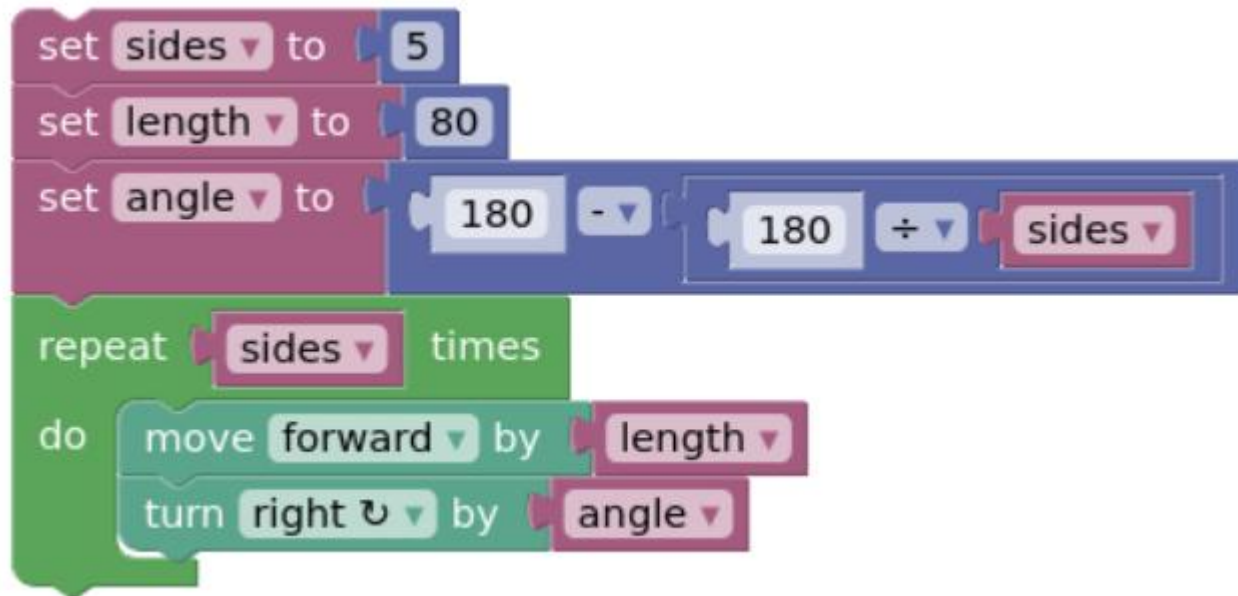 set sides ▾ to 5
set length ▾ to 80
set angle ▾ to 180 - ▾ 180 ÷ ▾ sides ▾
repeat sides ▾ times
do move forward ▾ by length ▾
turn right ↻ ▾ by angle ▾